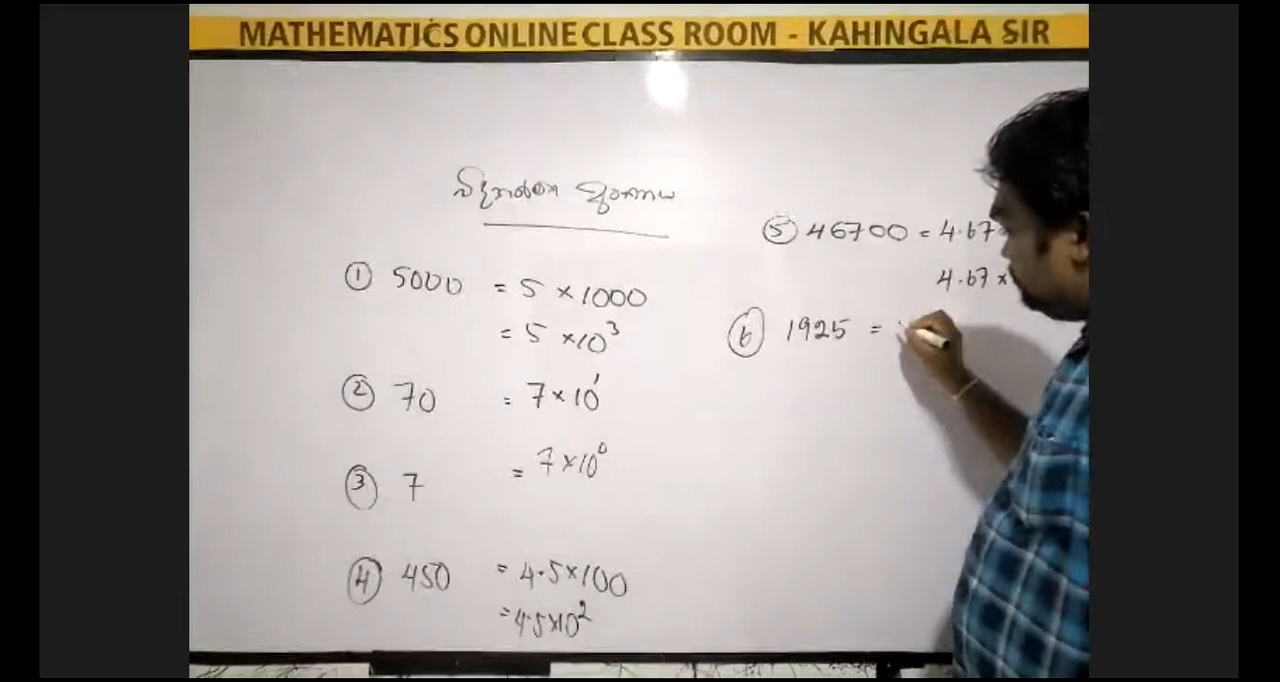 MATHEMATICS ONLINE CLASS ROOM - KAHINGALA SIR
විද්‍යාත්මක අංකනය
① 5000 = 5 × 1000
= 5 × 10³
② 70 = 7 × 10¹
③ 7 = 7 × 10⁰
④ 450 = 4.5 × 100
= 4.5 × 10²
⑤ 46700 = 4.67
4.67 ×
⑥ 1925 =